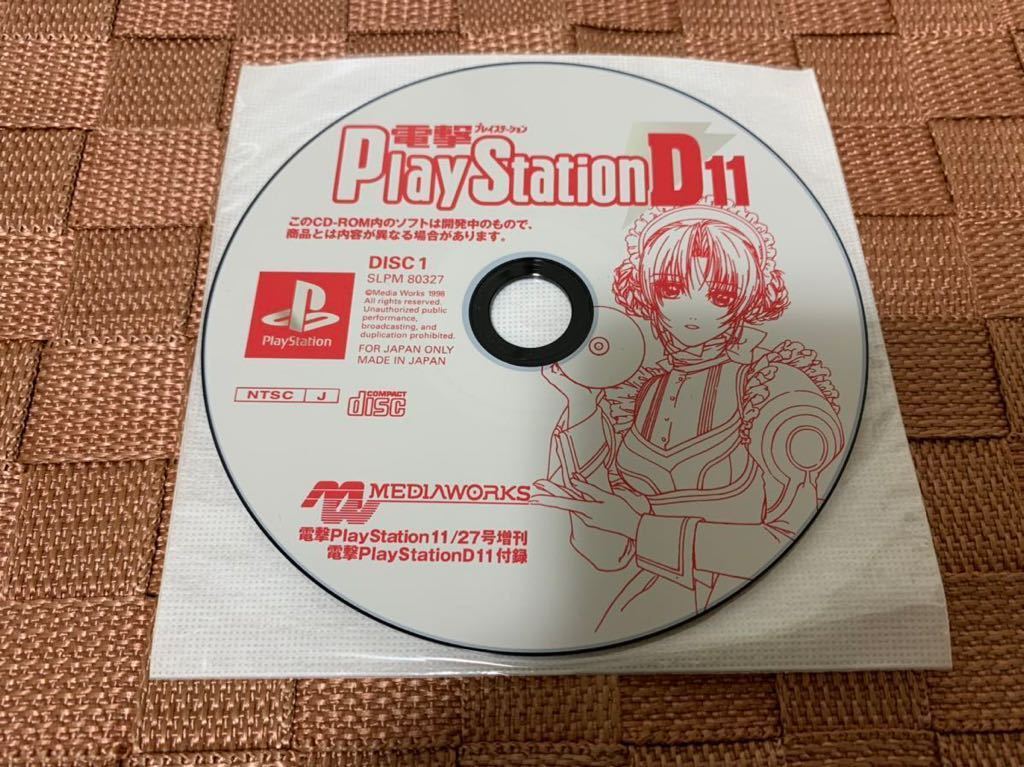 電撃プレイステーション
PlayStation D11
このCD-ROM内のソフトは開発中のもので、
商品とは内容が異なる場合があります。
DISC 1
SLPM 80327
©Media Works 1998
All rights reserved.
Unauthorized public
performance,
broadcasting, and
duplication prohibited.
FOR JAPAN ONLY
MADE IN JAPAN
PlayStation
NTSC J
COMPACT
disc
MW MEDIAWORKS
電撃PlayStation 11/27号増刊
電撃PlayStationD11付録